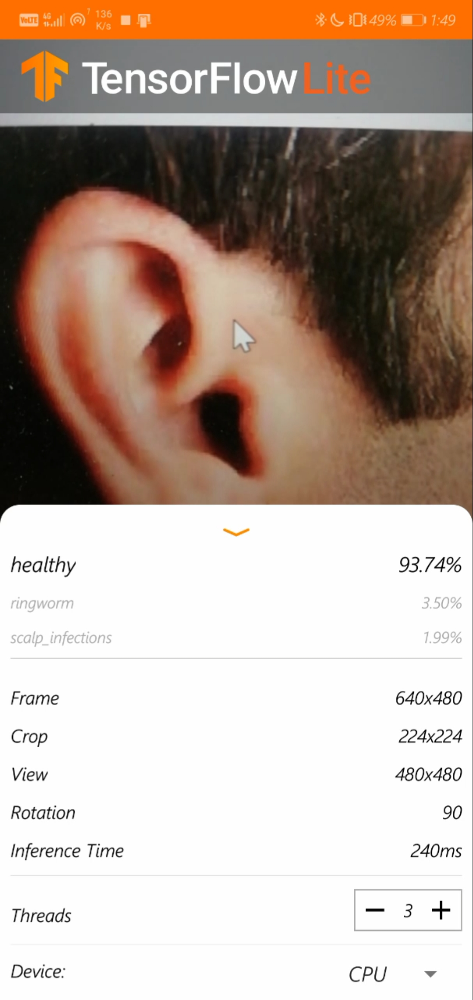 VoLTE 4G 7 136 K/s 49% 1:49
TensorFlow Lite
healthy 93.74%
ringworm 3.50%
scalp_infections 1.99%
Frame 640x480
Crop 224x224
View 480x480
Rotation 90
Inference Time 240ms
Threads 3
Device: CPU